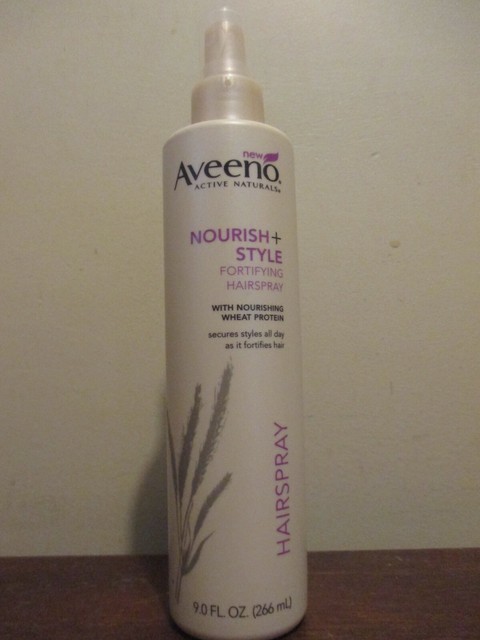 new
Aveeno.
ACTIVE NATURALS®
NOURISH+
STYLE
FORTIFYING
HAIRSPRAY
WITH NOURISHING
WHEAT PROTEIN
secures styles all day
as it fortifies hair
HAIRSPRAY
9.0 FL. OZ. (266 mL)